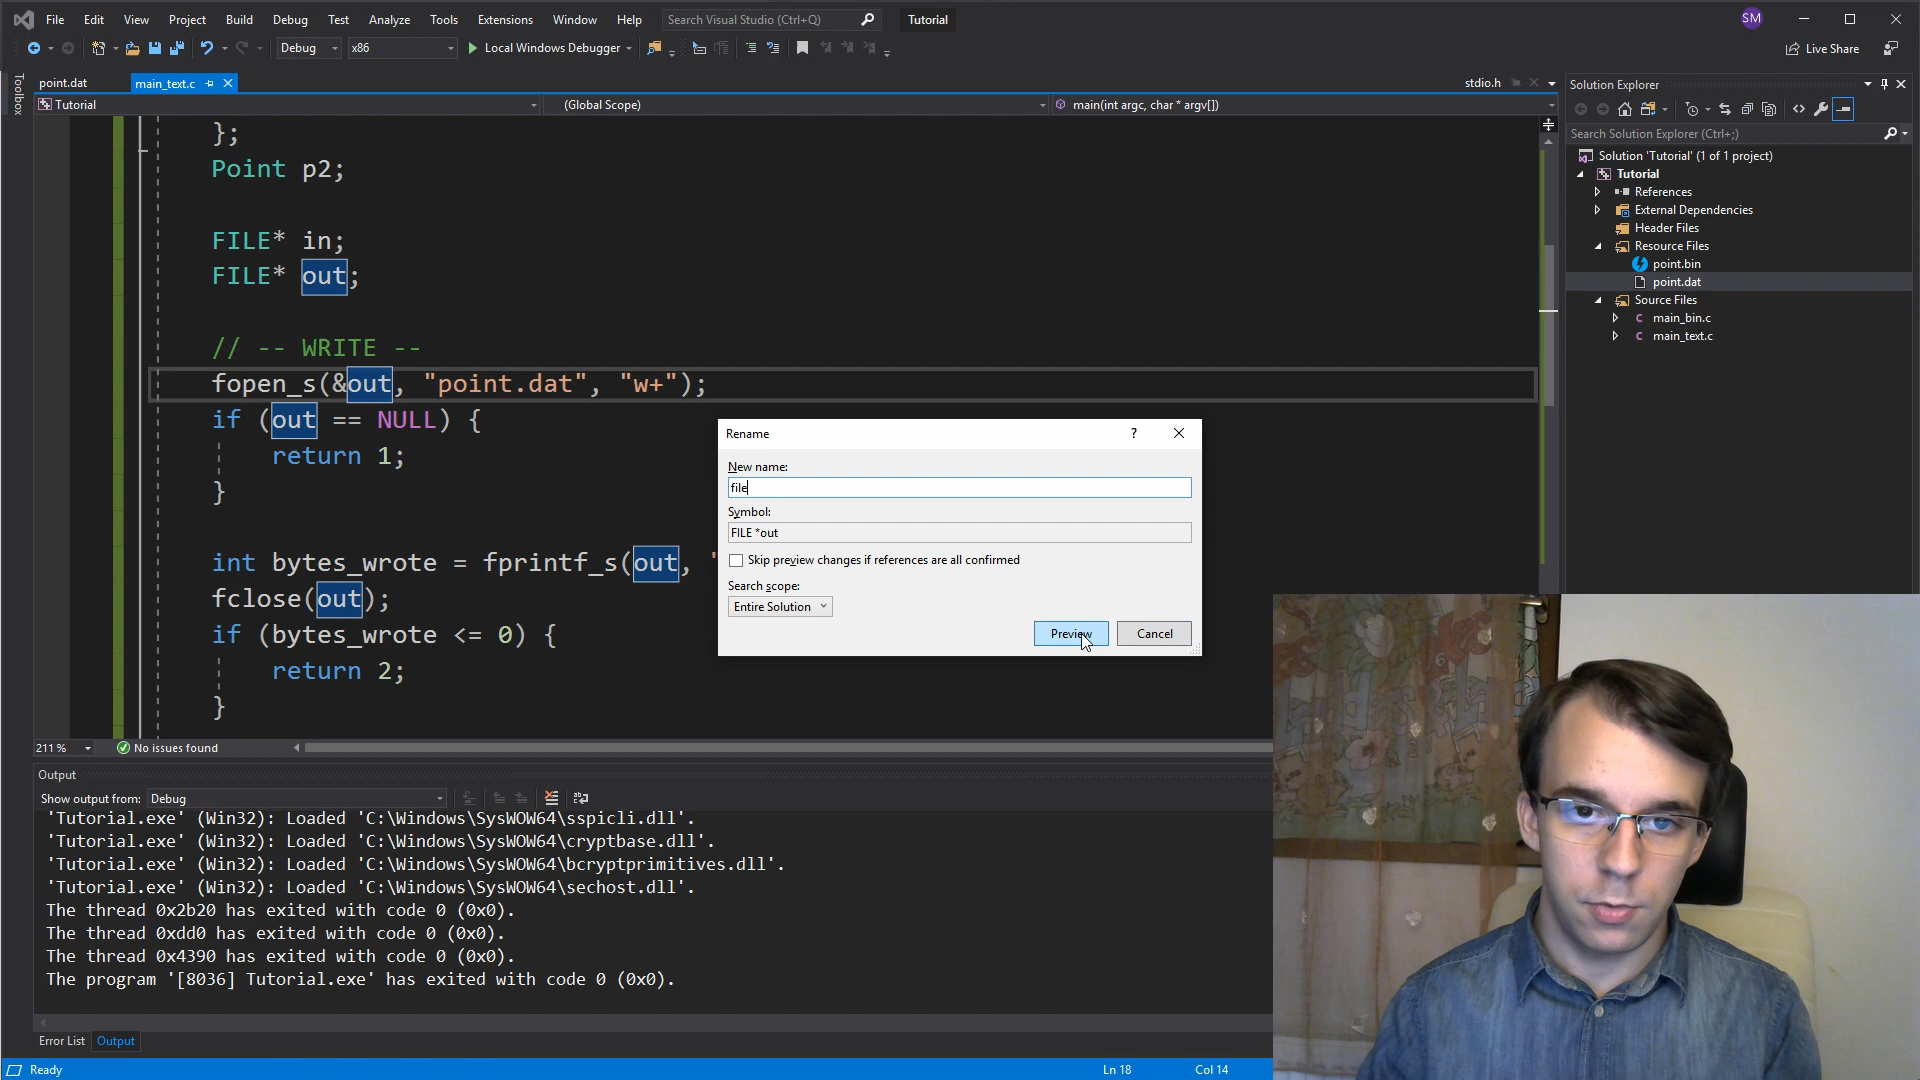 File Edit View Project Build Debug Test Analyze Tools Extensions Window Help Search Visual Studio (Ctrl+Q) Tutorial SM
Debug x86 Local Windows Debugger Live Share
Toolbox
point.dat main_text.c stdio.h
Tutorial (Global Scope) main(int argc, char * argv[])
};
Point p2;
FILE* in;
FILE* out;
// -- WRITE --
fopen_s(&out, "point.dat", "w+");
if (out == NULL) {
return 1;
}
int bytes_wrote = fprintf_s(out, "
fclose(out);
if (bytes_wrote <= 0) {
return 2;
}
211 % No issues found
Rename ?
New name:
file
Symbol:
FILE *out
Skip preview changes if references are all confirmed
Search scope:
Entire Solution
Preview Cancel
Solution Explorer
Search Solution Explorer (Ctrl+;)
Solution 'Tutorial' (1 of 1 project)
Tutorial
References
External Dependencies
Header Files
Resource Files
point.bin
point.dat
Source Files
C main_bin.c
C main_text.c
Output
Show output from: Debug
'Tutorial.exe' (Win32): Loaded 'C:\Windows\SysWOW64\sspicli.dll'.
'Tutorial.exe' (Win32): Loaded 'C:\Windows\SysWOW64\cryptbase.dll'.
'Tutorial.exe' (Win32): Loaded 'C:\Windows\SysWOW64\bcryptprimitives.dll'.
'Tutorial.exe' (Win32): Loaded 'C:\Windows\SysWOW64\sechost.dll'.
The thread 0x2b20 has exited with code 0 (0x0).
The thread 0xdd0 has exited with code 0 (0x0).
The thread 0x4390 has exited with code 0 (0x0).
The program '[8036] Tutorial.exe' has exited with code 0 (0x0).
Error List Output
Ready Ln 18 Col 14